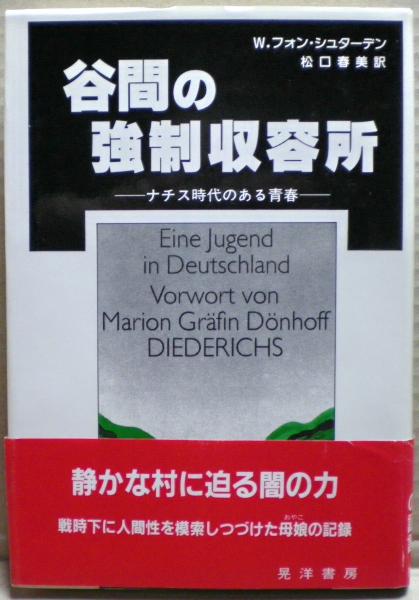 W.フォン・シュターデン
松口春美訳
谷間の
強制収容所
―ナチス時代のある青春―
Eine Jugend
in Deutschland
Vorwort von
Marion Gräfin Dönhoff
DIEDERICHS
静かな村に迫る闇の力
おやこ
戦時下に人間性を模索しつづけた母娘の記録
晃洋書房